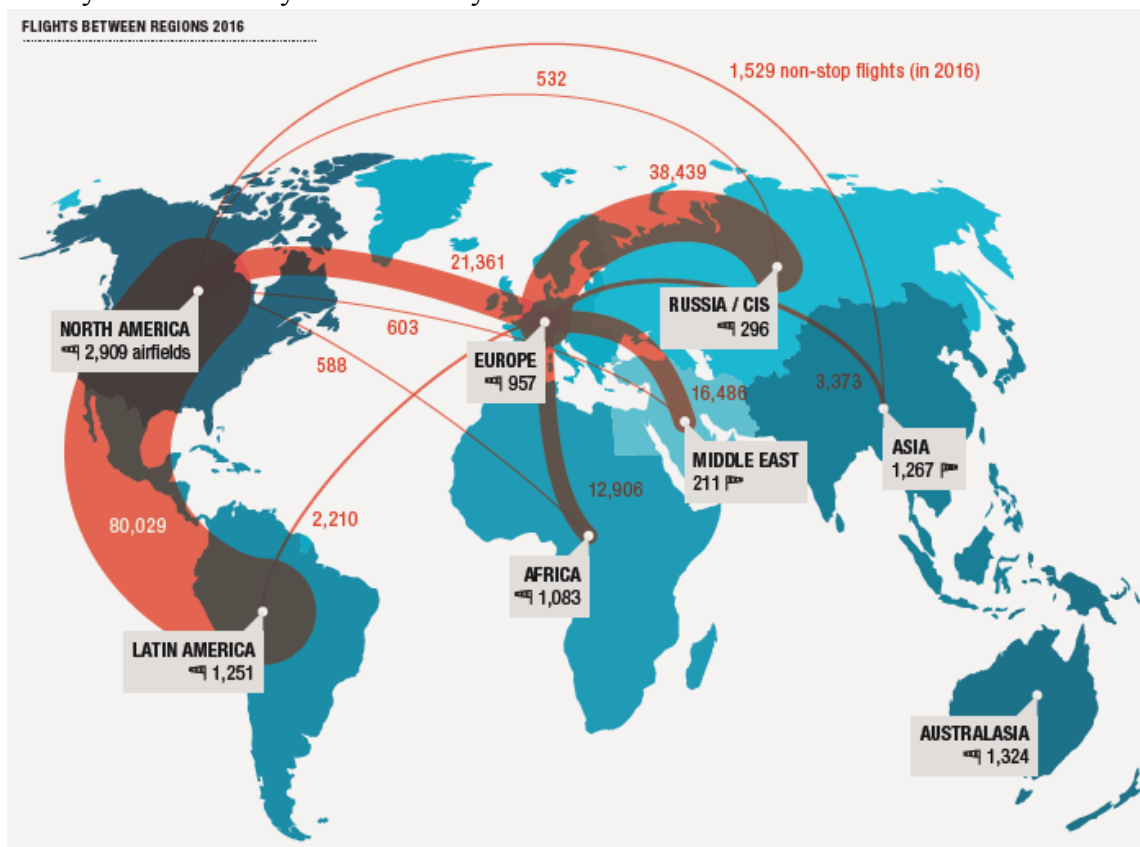 FLIGHTS BETWEEN REGIONS 2016
1,529 non-stop flights (in 2016)
532
38,439
21,361
RUSSIA / CIS
296
NORTH AMERICA
2,909 airfields
603
EUROPE
957
588
16,486
3,373
ASIA
1,267
MIDDLE EAST
211
12,906
80,029
2,210
AFRICA
1,083
LATIN AMERICA
1,251
AUSTRALASIA
1,324